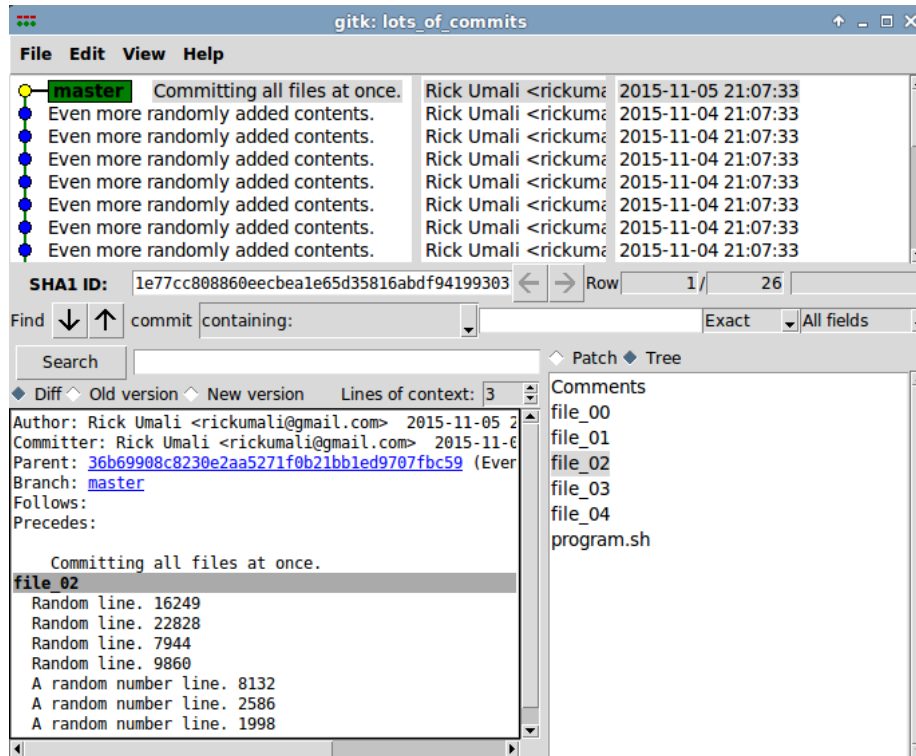 gitk: lots_of_commits
File Edit View Help
master Committing all files at once. Rick Umali <rickuma 2015-11-05 21:07:33
Even more randomly added contents. Rick Umali <rickuma 2015-11-04 21:07:33
Even more randomly added contents. Rick Umali <rickuma 2015-11-04 21:07:33
Even more randomly added contents. Rick Umali <rickuma 2015-11-04 21:07:33
Even more randomly added contents. Rick Umali <rickuma 2015-11-04 21:07:33
Even more randomly added contents. Rick Umali <rickuma 2015-11-04 21:07:33
Even more randomly added contents. Rick Umali <rickuma 2015-11-04 21:07:33
Even more randomly added contents. Rick Umali <rickuma 2015-11-04 21:07:33
SHA1 ID: 1e77cc808860eecbea1e65d35816abdf94199303 Row 1 / 26
Find commit containing: Exact All fields
Search
Patch Tree
Diff Old version New version Lines of context: 3
Author: Rick Umali <rickumali@gmail.com> 2015-11-05 2
Committer: Rick Umali <rickumali@gmail.com> 2015-11-0
Parent: 36b69908c8230e2aa5271f0b21bb1ed9707fbc59 (Ever
Branch: master
Follows:
Precedes:
Committing all files at once.
file_02
Random line. 16249
Random line. 22828
Random line. 7944
Random line. 9860
A random number line. 8132
A random number line. 2586
A random number line. 1998
Comments
file_00
file_01
file_02
file_03
file_04
program.sh